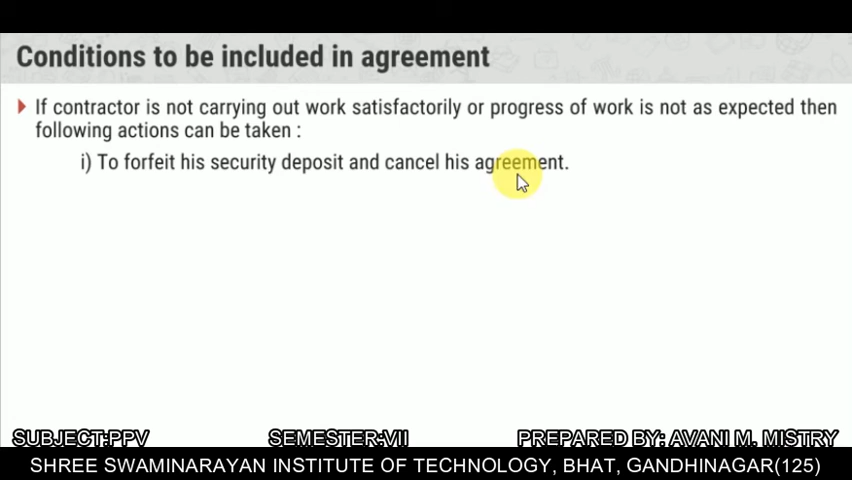 Conditions to be included in agreement
If contractor is not carrying out work satisfactorily or progress of work is not as expected then
following actions can be taken :
i) To forfeit his security deposit and cancel his agreement.
SUBJECT:PPV SEMESTER:VII PREPARED BY: AVANI M. MISTRY
SHREE SWAMINARAYAN INSTITUTE OF TECHNOLOGY, BHAT, GANDHINAGAR(125)